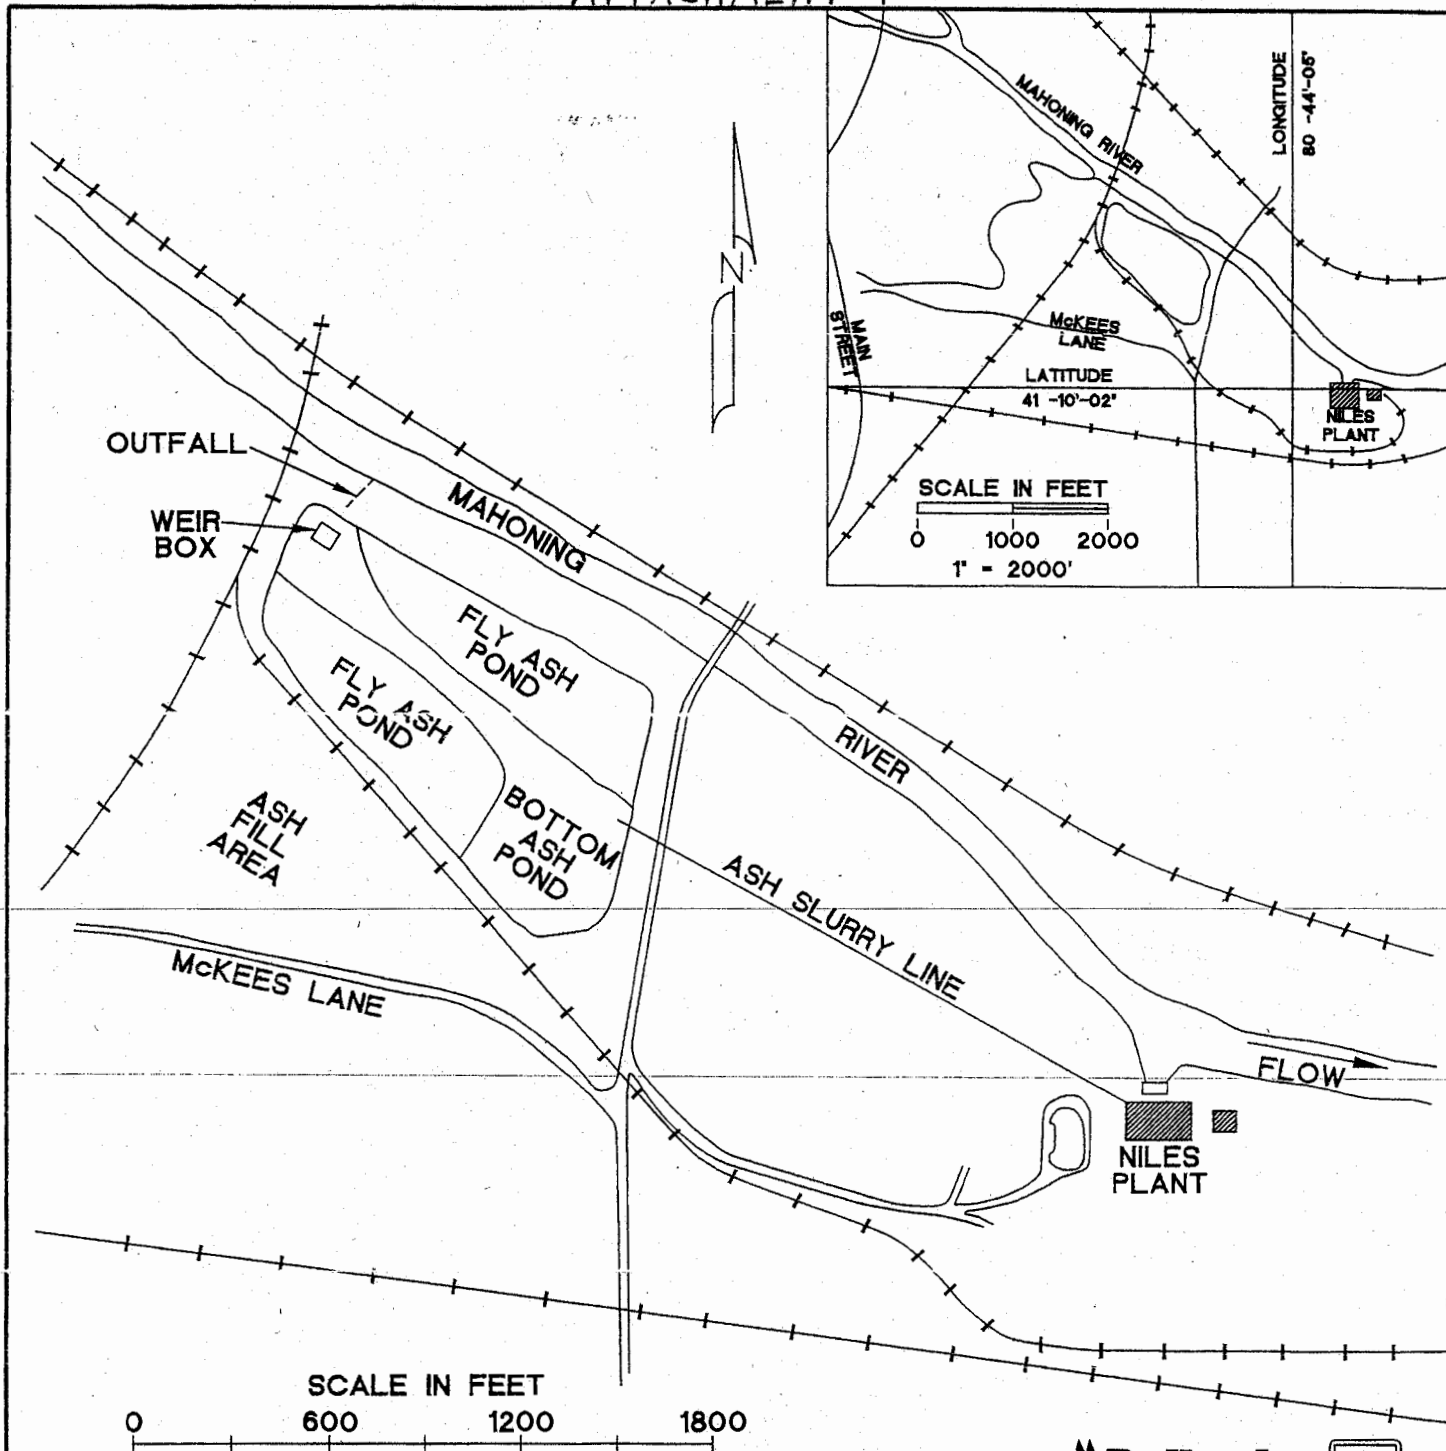 MAHONING RIVER
LONGITUDE
80 -44'-05"
MAIN
STREET
McKEES
LANE
LATITUDE
41 -10'-02"
NILES
PLANT
SCALE IN FEET
0 1000 2000
1" = 2000'
N
OUTFALL
WEIR
BOX
MAHONING
RIVER
FLY ASH
POND
FLY ASH
POND
BOTTOM
ASH
POND
ASH
FILL
AREA
ASH SLURRY LINE
McKEES LANE
FLOW
NILES
PLANT
SCALE IN FEET
0 600 1200 1800